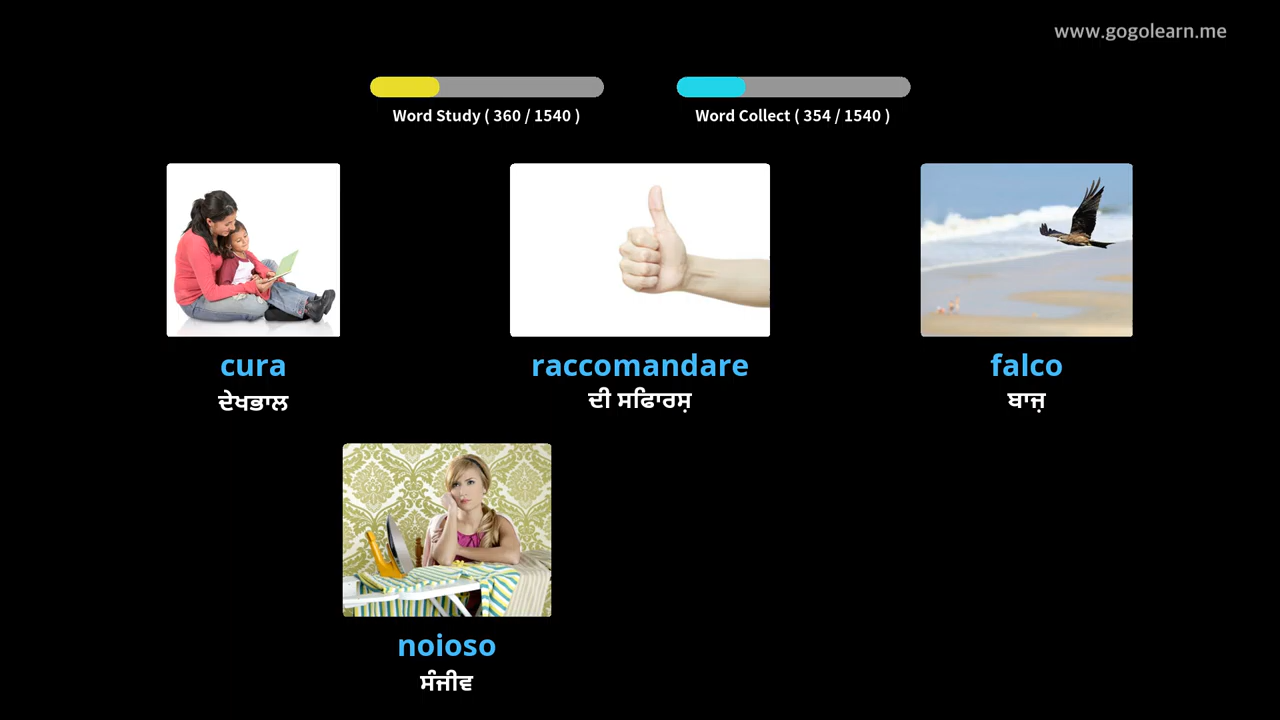 www.gogolearn.me
Word Study ( 360 / 1540 )
Word Collect ( 354 / 1540 )
cura
ਦੇਖਭਾਲ
raccomandare
ਦੀ ਸਿਫਾਰਸ਼
falco
ਬਾਜ਼
noioso
ਸੰਜੀਵ